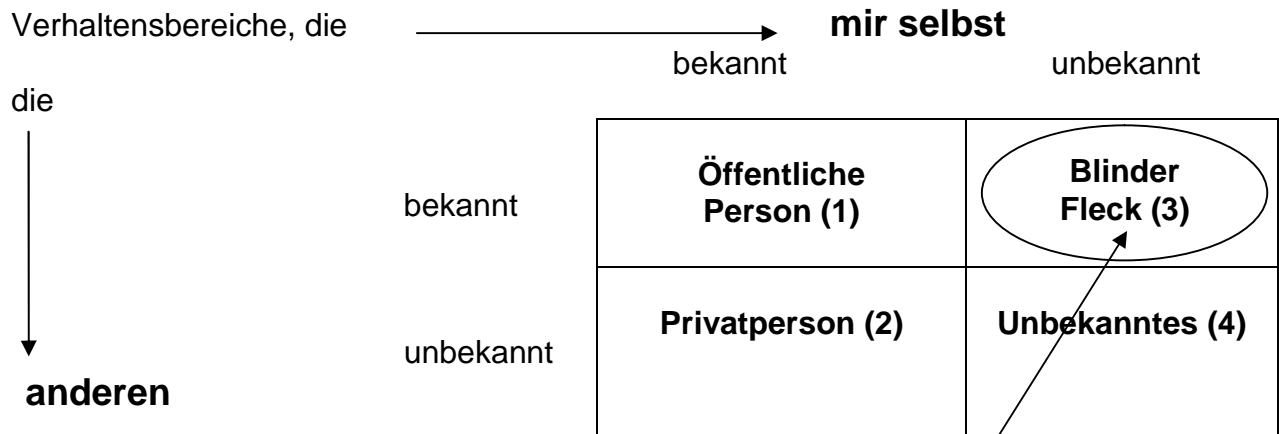 Verhaltensbereiche, die
mir selbst
bekannt
unbekannt
die
bekannt
Öffentliche
Person (1)
Blinder
Fleck (3)
unbekannt
Privatperson (2)
Unbekanntes (4)
anderen